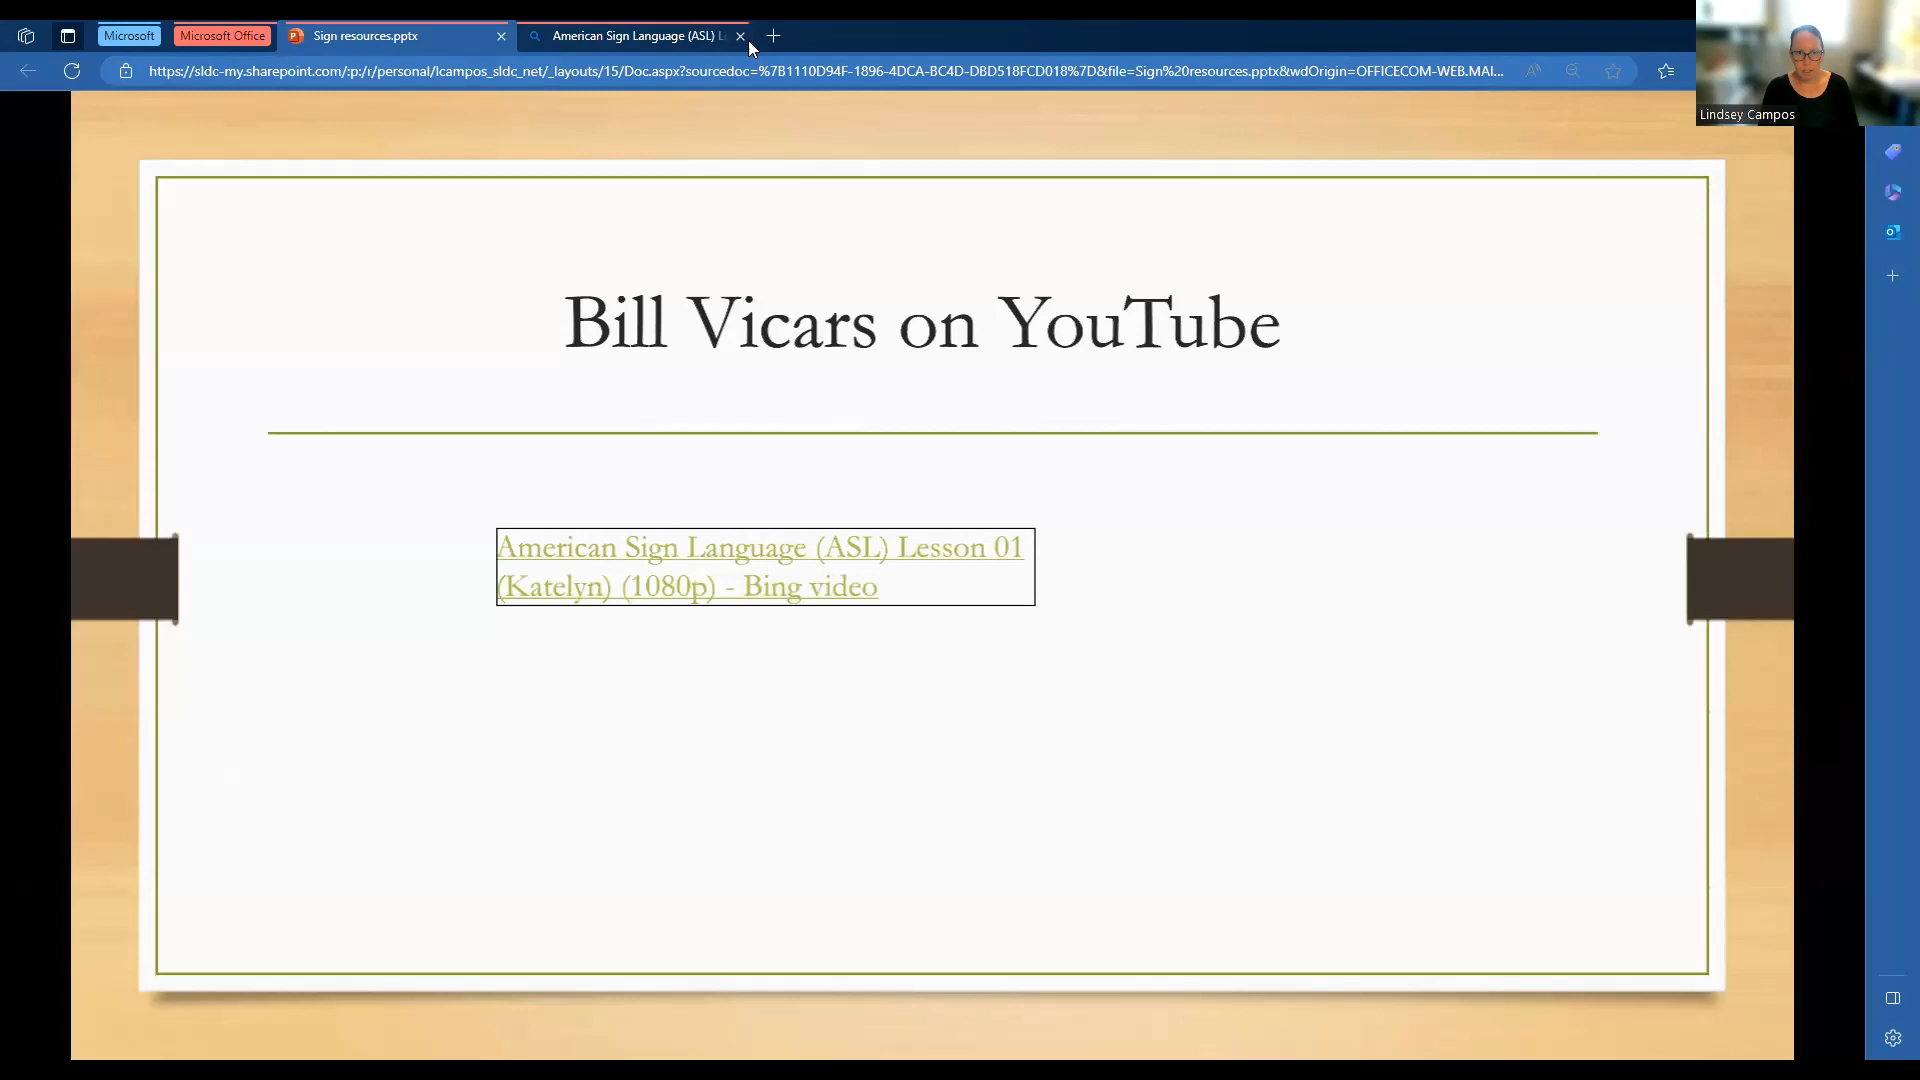 Microsoft
Microsoft Office
Sign resources.pptx
American Sign Language (ASL) L
https://sldc-my.sharepoint.com/:p:/r/personal/lcampos_sldc_net/_layouts/15/Doc.aspx?sourcedoc=%7B1110D94F-1896-4DCA-BC4D-DBD518FCD018%7D&file=Sign%20resources.pptx&wdOrigin=OFFICECOM-WEB.MAI...
Lindsey Campos
Bill Vicars on YouTube
American Sign Language (ASL) Lesson 01
(Katelyn) (1080p) - Bing video